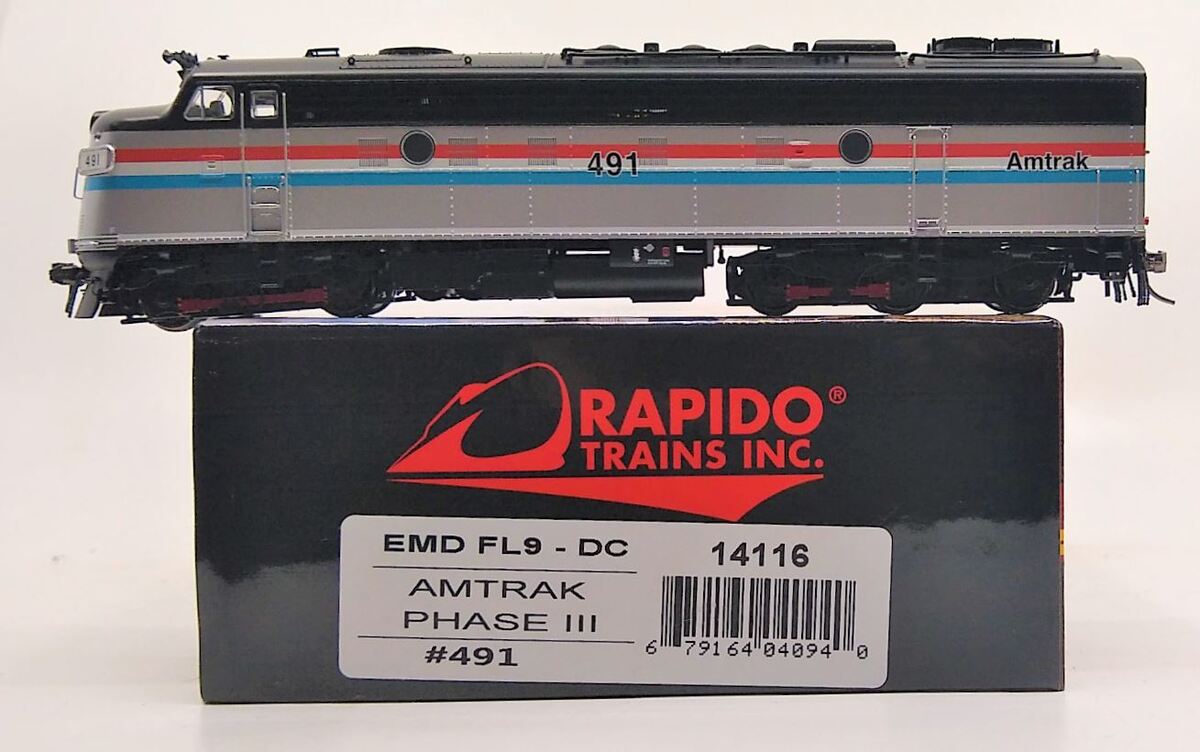 491
491
Amtrak
RAPIDO®
TRAINS INC.
EMD FL9 - DC
14116
AMTRAK
PHASE III
#491
6 79164 04094 0